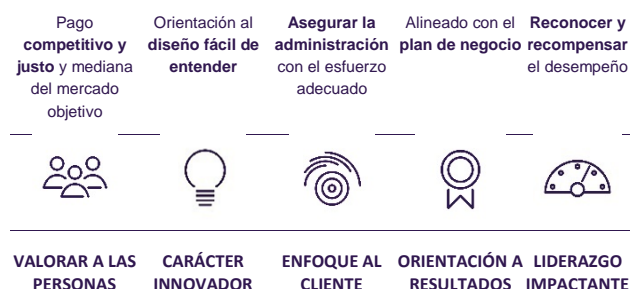 Pago
competitivo y
justo y mediana
del mercado
objetivo
Orientación al
diseño fácil de
entender
Asegurar la
administración
con el esfuerzo
adecuado
Alineado con el
plan de negocio
Reconocer y
recompensar
el desempeño
VALORAR A LAS
PERSONAS
CARÁCTER
INNOVADOR
ENFOQUE AL
CLIENTE
ORIENTACIÓN A
RESULTADOS
LIDERAZGO
IMPACTANTE